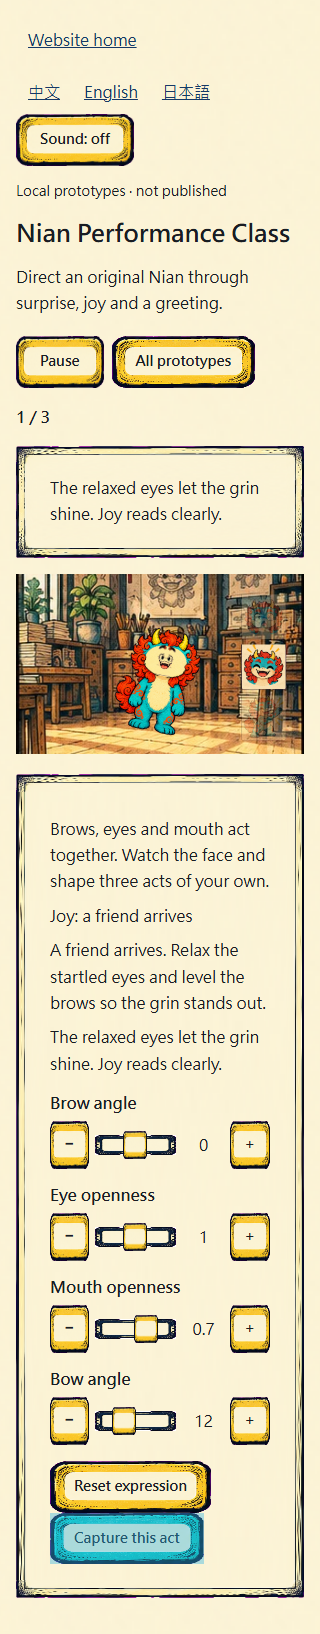 Website home
中文 English 日本語
Sound: off
Local prototypes · not published
Nian Performance Class
Direct an original Nian through
surprise, joy and a greeting.
Pause All prototypes
1 / 3
The relaxed eyes let the grin
shine. Joy reads clearly.
Brows, eyes and mouth act
together. Watch the face and
shape three acts of your own.
Joy: a friend arrives
A friend arrives. Relax the
startled eyes and level the
brows so the grin stands out.
The relaxed eyes let the grin
shine. Joy reads clearly.
Brow angle
− 0 +
Eye openness
− 1 +
Mouth openness
− 0.7 +
Bow angle
− 12 +
Reset expression
Capture this act